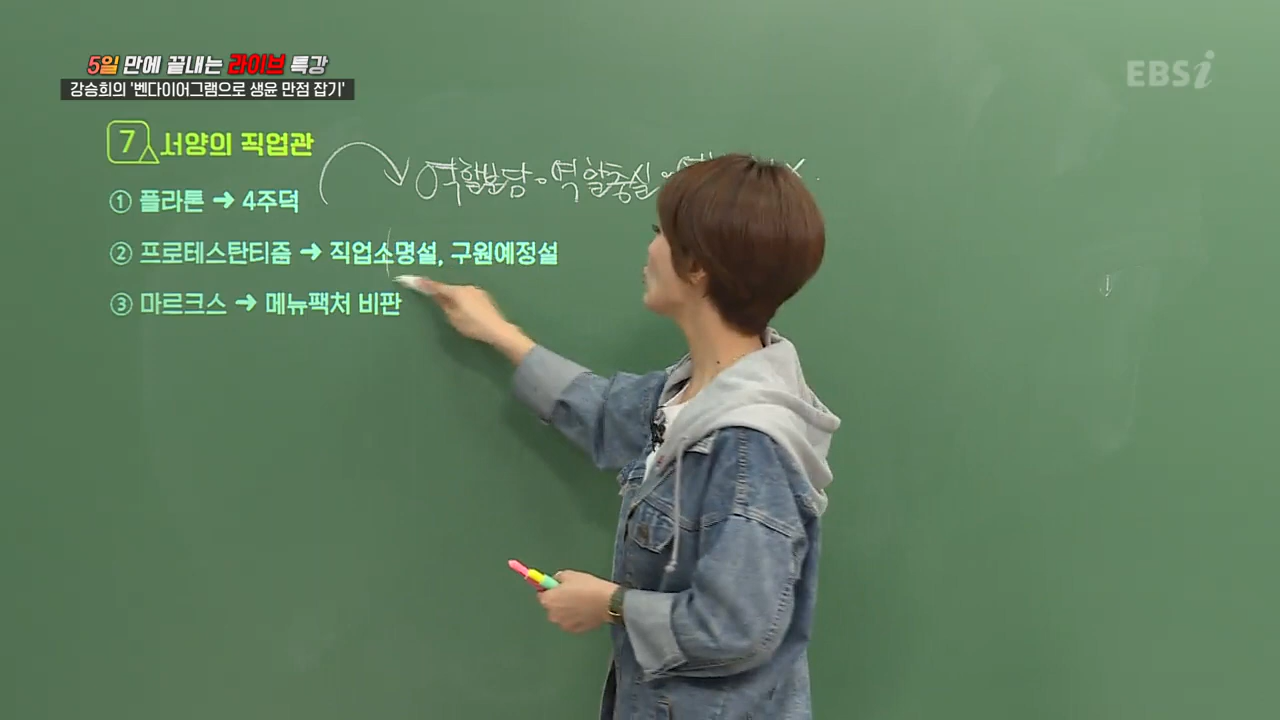 5일 만에 끝내는 라이브 특강
강승희의 '벤다이어그램으로 생윤 만점 잡기'
EBSi
7 서양의 직업관
역할분담 · 역할충실
① 플라톤 → 4주덕
② 프로테스탄티즘 → 직업소명설, 구원예정설
③ 마르크스 → 메뉴팩처 비판